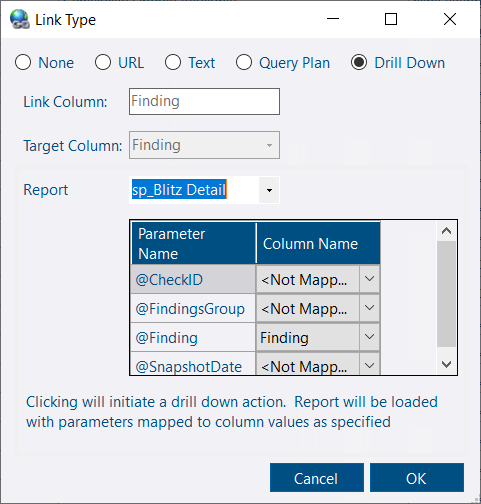 Link Type
None URL Text Query Plan Drill Down
Link Column: Finding
Target Column: Finding
Report sp_Blitz Detail
Parameter Name Column Name
@CheckID <Not Mapp...
@FindingsGroup <Not Mapp...
@Finding Finding
@SnapshotDate <Not Mapp...
Clicking will initiate a drill down action. Report will be loaded
with parameters mapped to column values as specified
Cancel OK